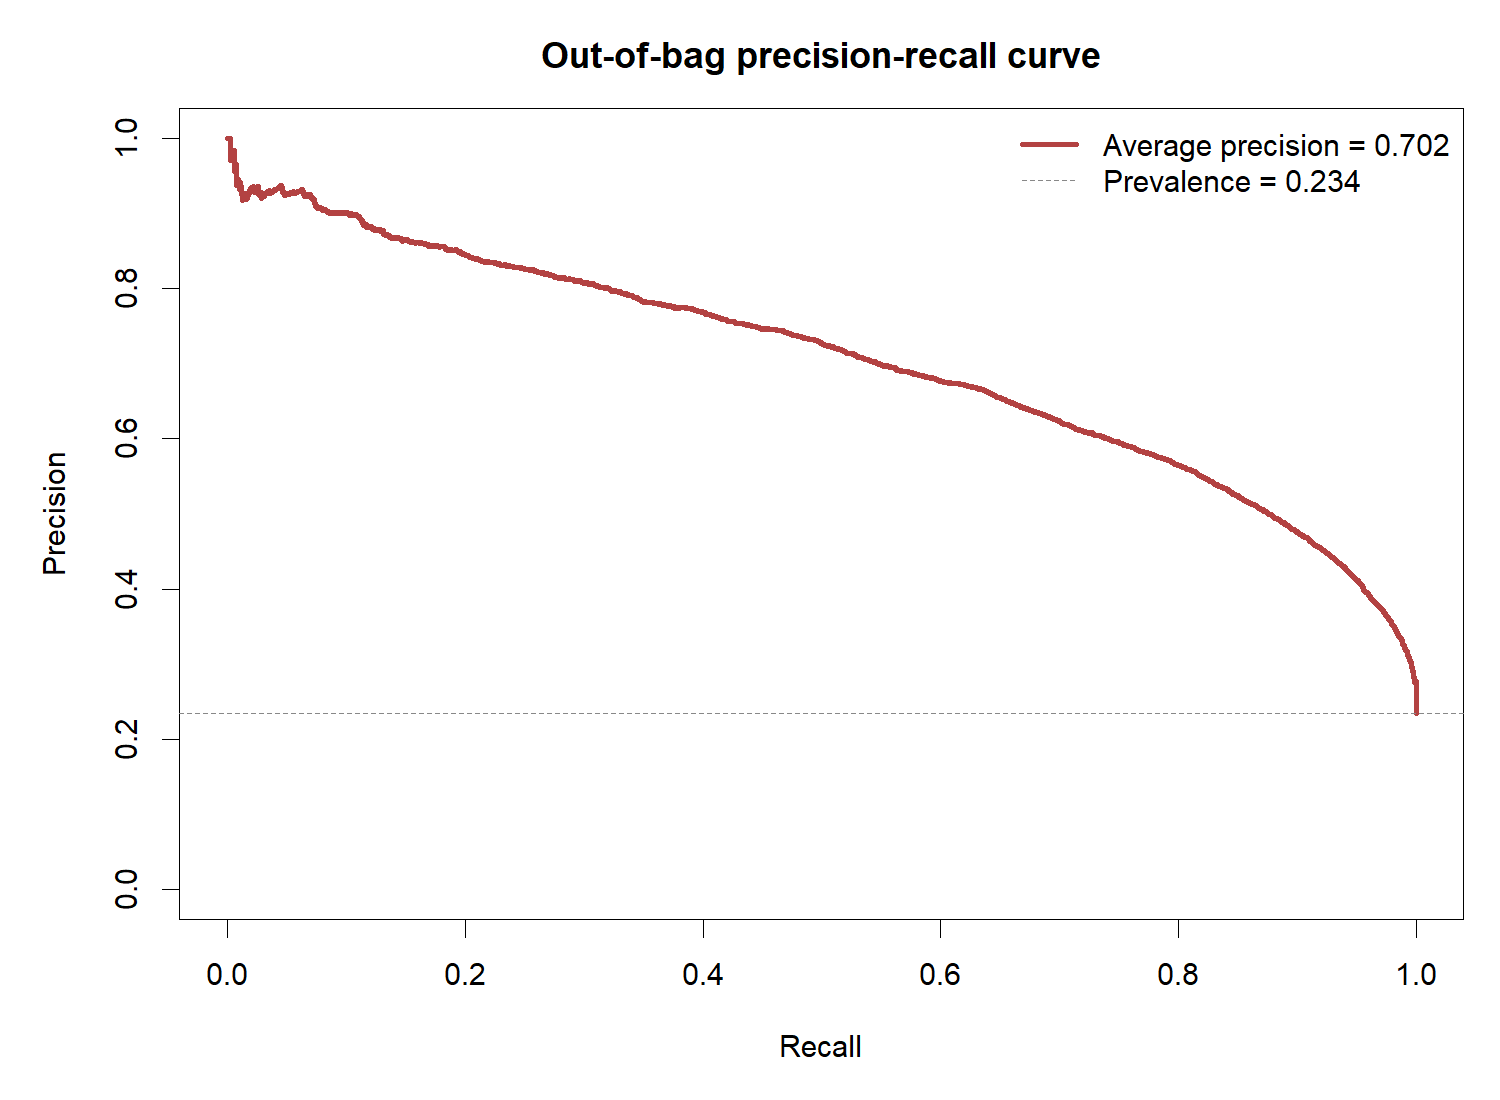 Out-of-bag precision-recall curve
Average precision = 0.702
Prevalence = 0.234
1.0
0.8
0.6
0.4
0.2
0.0
Precision
0.0 0.2 0.4 0.6 0.8 1.0
Recall